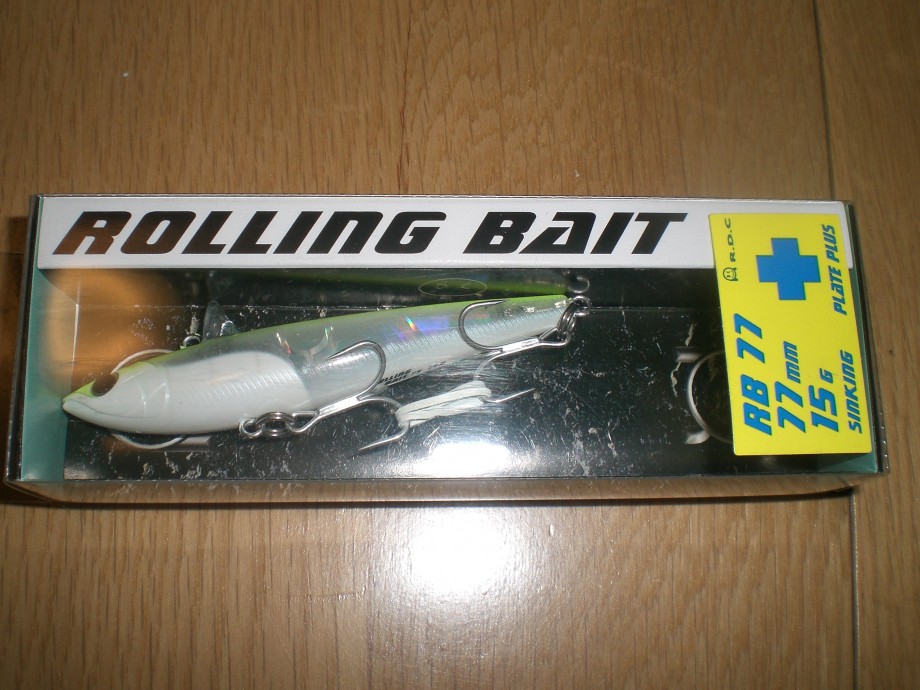 ROLLING BAIT
R.D.C
PLATE PLUS
RB 77
77mm
15G
SINKING